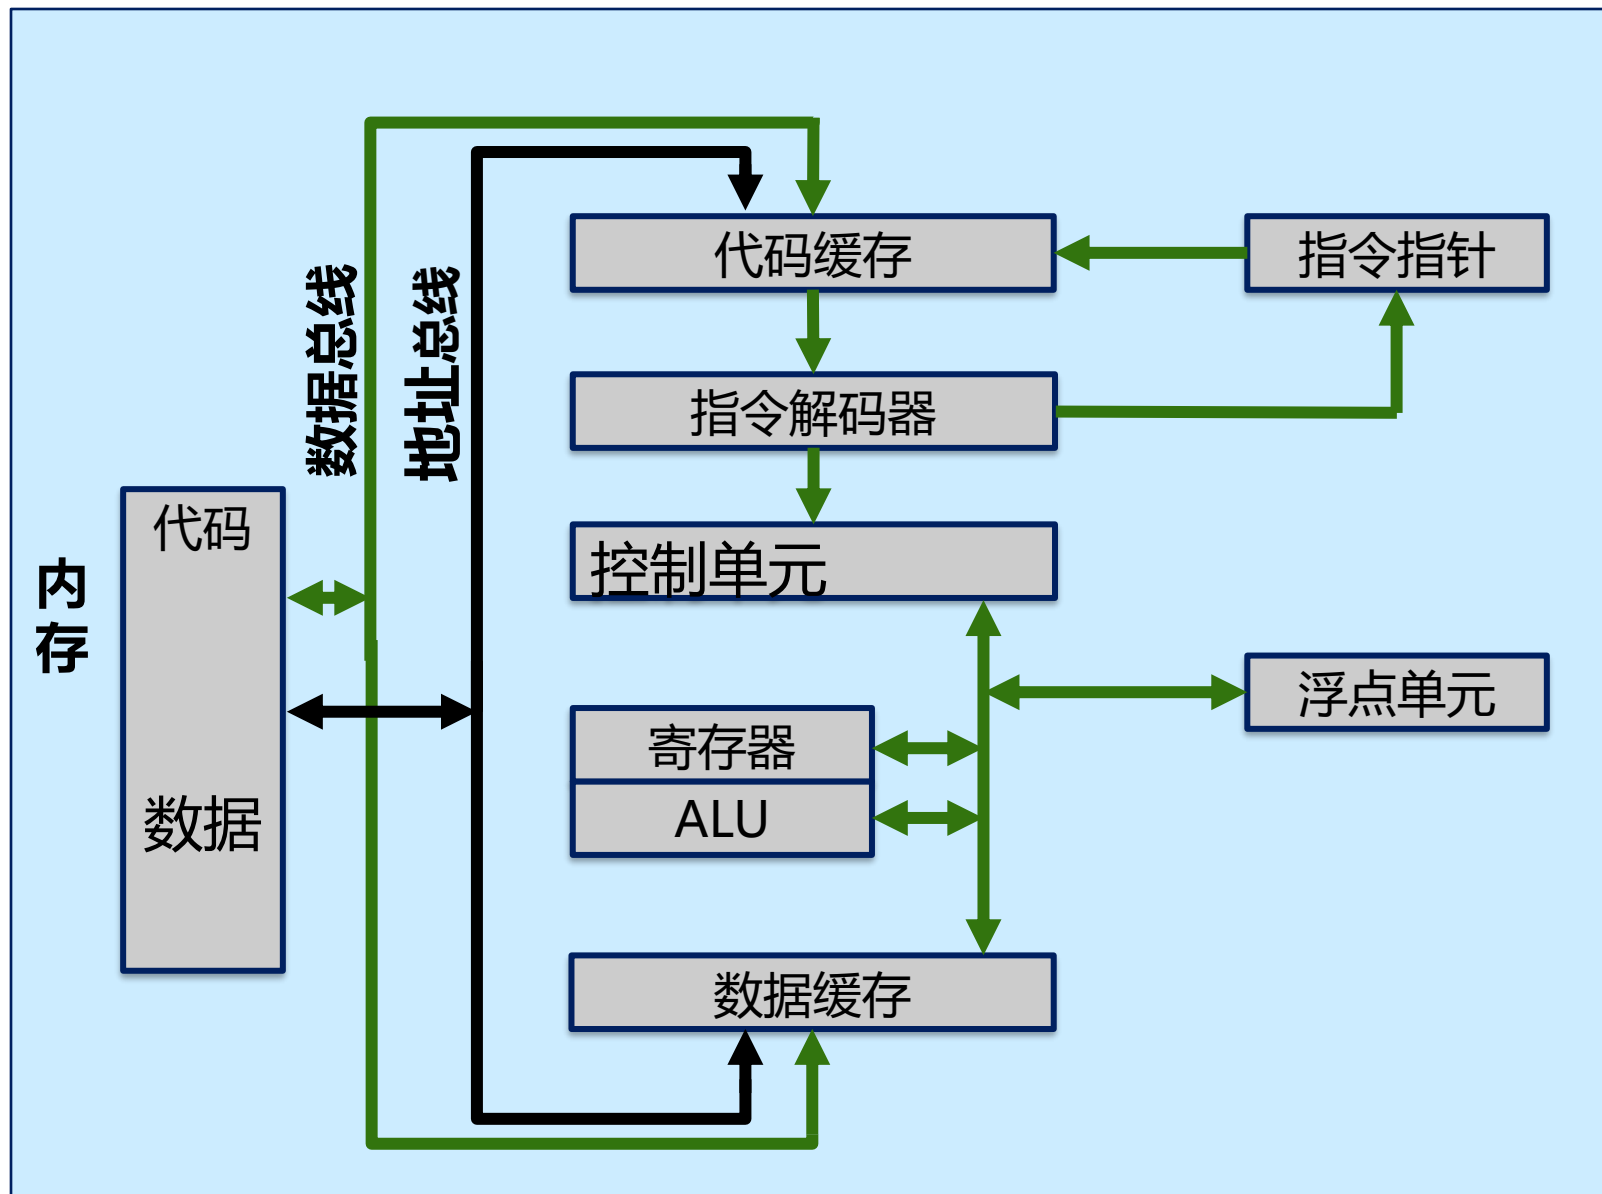 数据总线
地址总线
代码缓存
指令指针
指令解码器
代码
控制单元
内
存
浮点单元
寄存器
ALU
数据
数据缓存